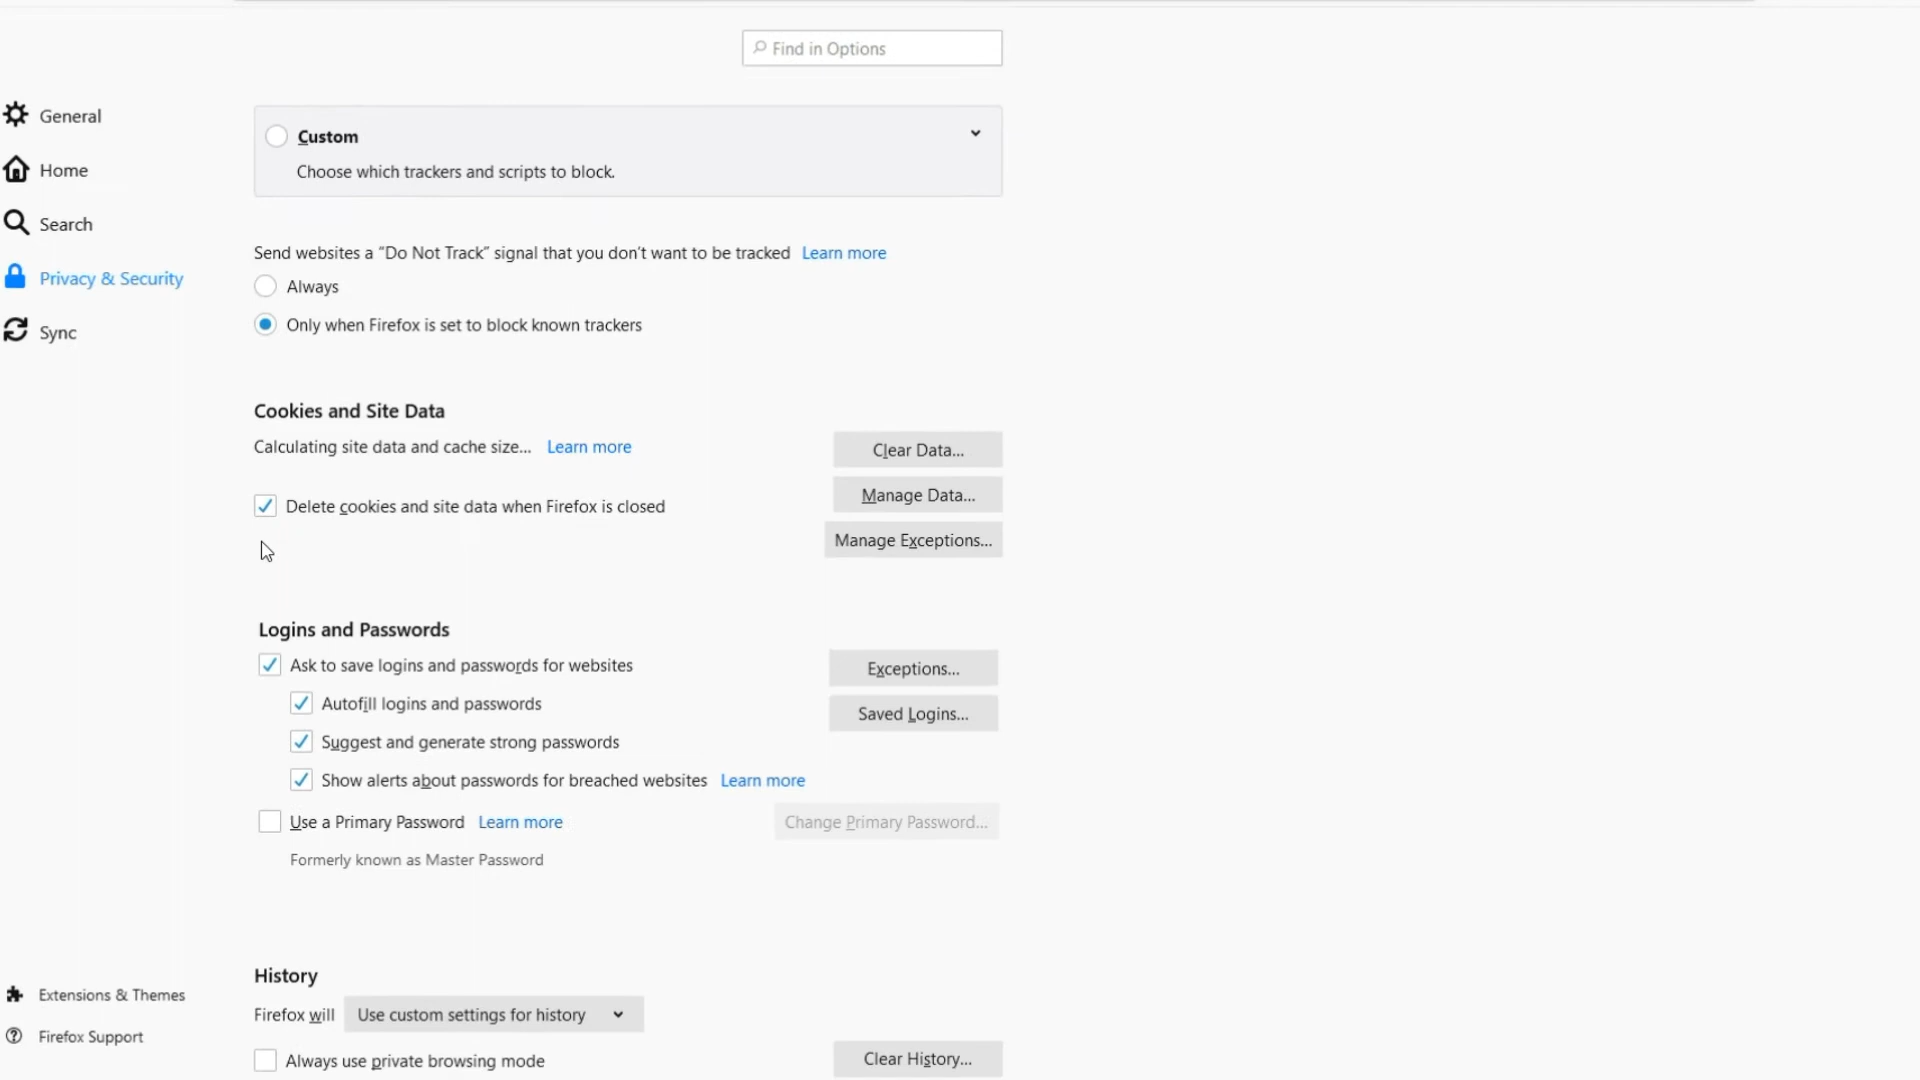 Find in Options
General
Home
Search
Privacy & Security
Sync
Custom
Choose which trackers and scripts to block.
Send websites a “Do Not Track” signal that you don’t want to be tracked Learn more
Always
Only when Firefox is set to block known trackers
Cookies and Site Data
Calculating site data and cache size... Learn more
Clear Data...
Manage Data...
Delete cookies and site data when Firefox is closed
Manage Exceptions...
Logins and Passwords
Ask to save logins and passwords for websites
Exceptions...
Autofill logins and passwords
Saved Logins...
Suggest and generate strong passwords
Show alerts about passwords for breached websites Learn more
Use a Primary Password Learn more
Change Primary Password...
Formerly known as Master Password
History
Firefox will Use custom settings for history
Always use private browsing mode
Clear History...
Extensions & Themes
Firefox Support